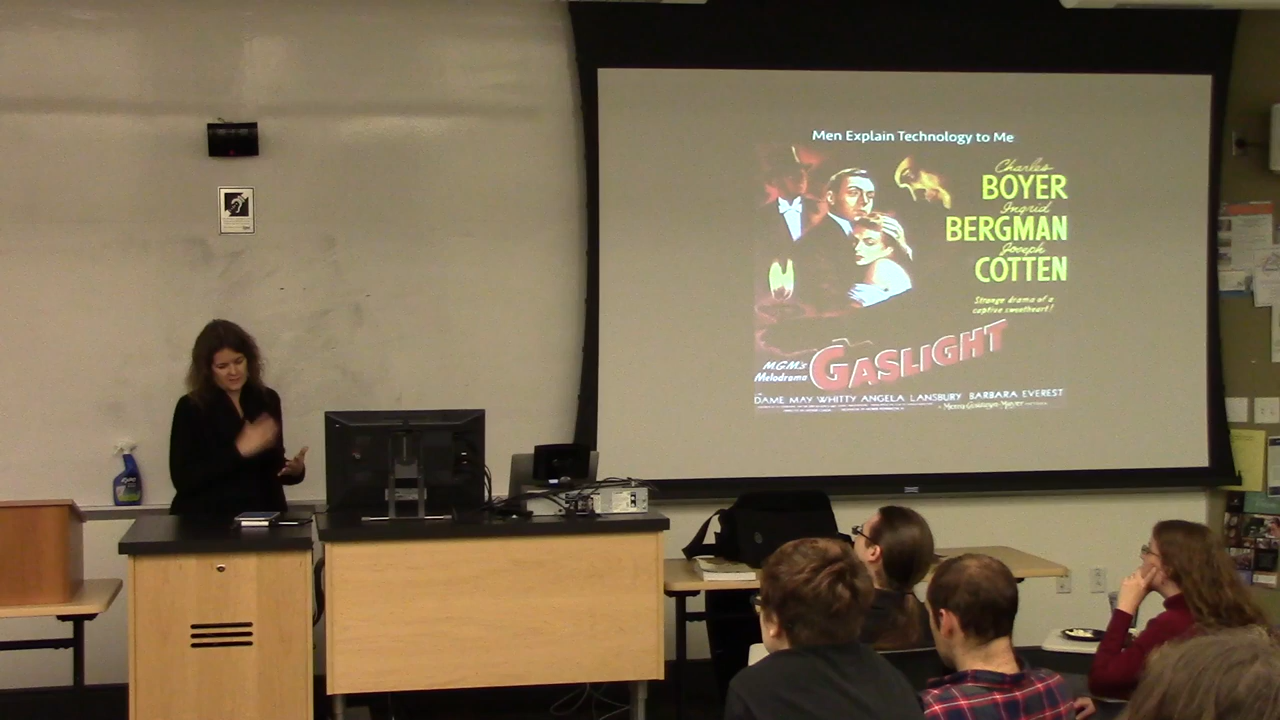 Men Explain Technology to Me
Charles
BOYER
Ingrid
BERGMAN
Joseph
COTTEN
Strange drama of a
captive sweetheart!
M.G.M.'s
Melodrama
GASLIGHT
DAME MAY WHITTY ANGELA LANSBURY BARBARA EVEREST